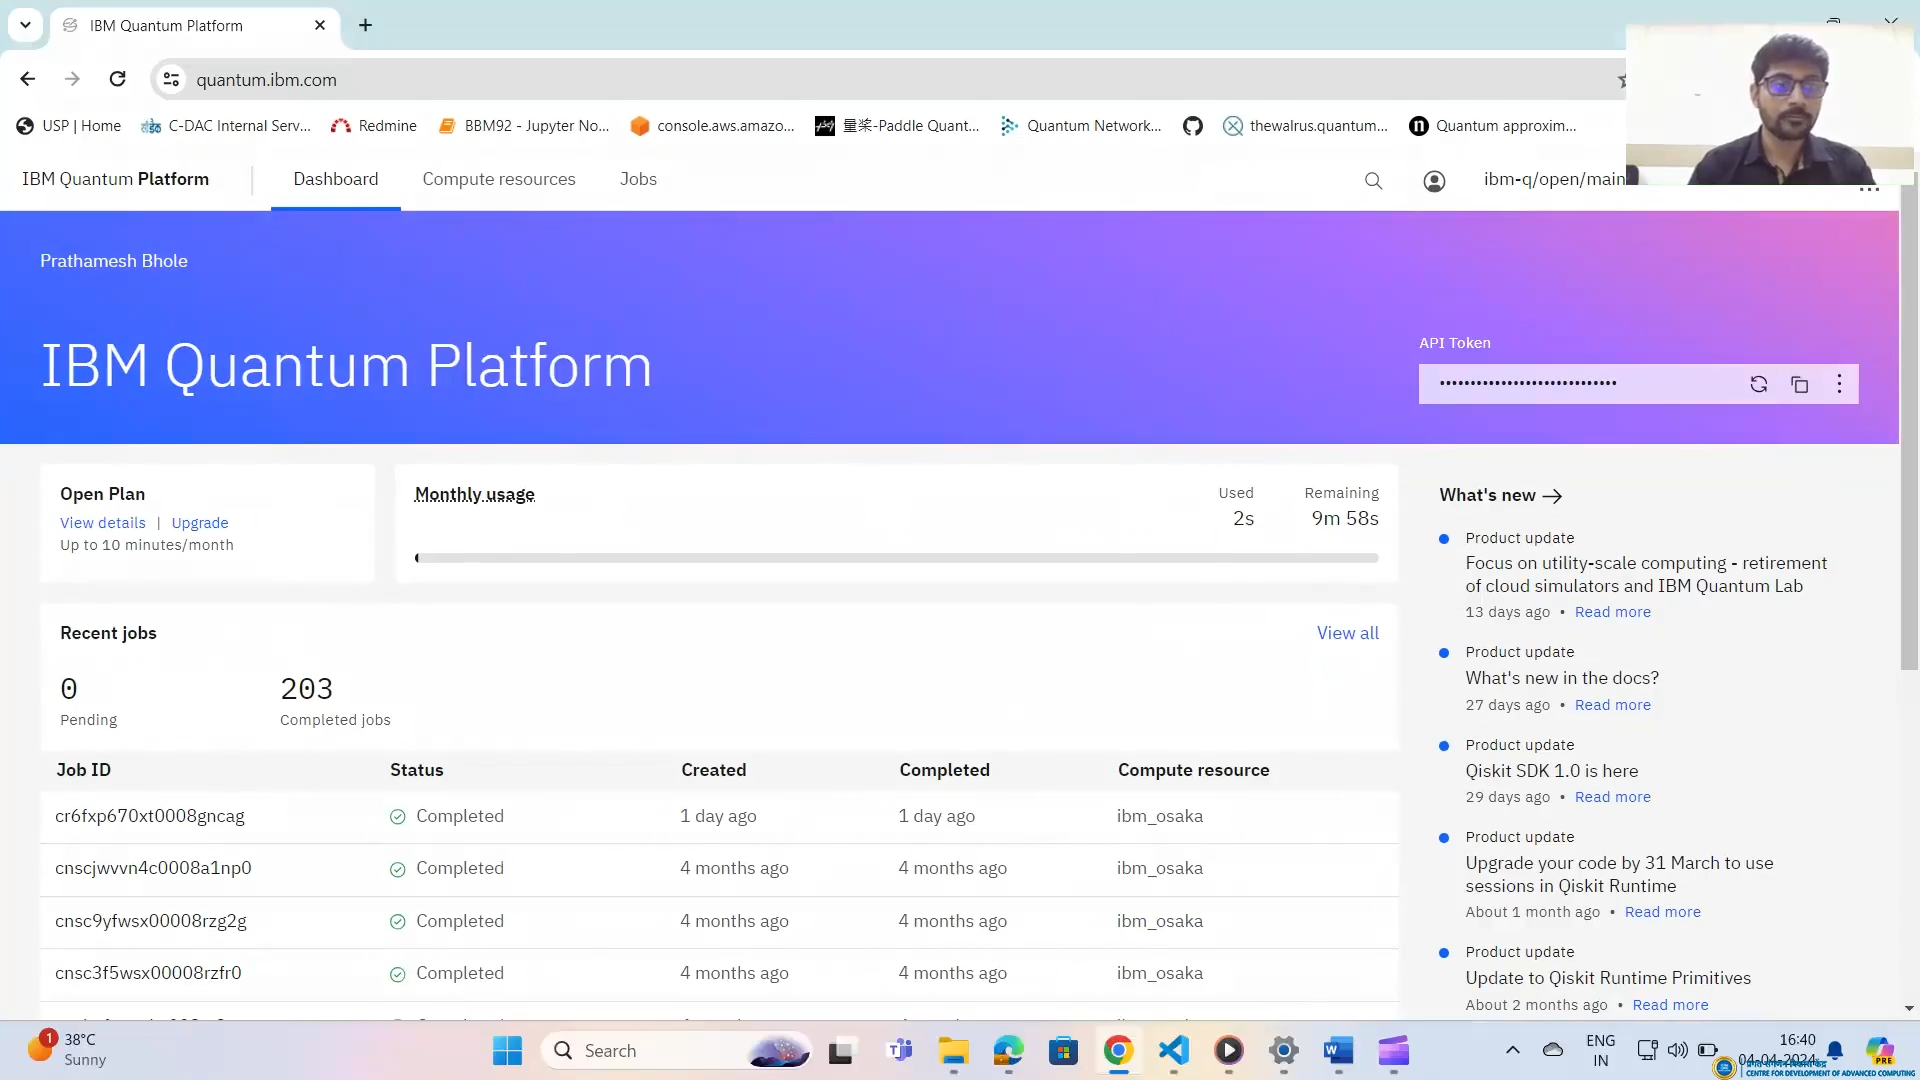 IBM Quantum Platform
quantum.ibm.com
USP | Home
C-DAC Internal Serv...
Redmine
BBM92 - Jupyter No...
console.aws.amazo...
量桨-Paddle Quant...
Quantum Network...
thewalrus.quantum...
Quantum approxim...
IBM Quantum Platform
Dashboard
Compute resources
Jobs
ibm-q/open/main
Prathamesh Bhole
IBM Quantum Platform
API Token
Open Plan
View details | Upgrade
Up to 10 minutes/month
Monthly usage
Used
2s
Remaining
9m 58s
Recent jobs
View all
0
Pending
203
Completed jobs
Job ID Status Created Completed Compute resource
cr6fxp670xt0008gncag Completed 1 day ago 1 day ago ibm_osaka
cnscjwvvn4c0008a1np0 Completed 4 months ago 4 months ago ibm_osaka
cnsc9yfwsx00008rzg2g Completed 4 months ago 4 months ago ibm_osaka
cnsc3f5wsx00008rzfr0 Completed 4 months ago 4 months ago ibm_osaka
What's new
Product update
Focus on utility-scale computing - retirement
of cloud simulators and IBM Quantum Lab
13 days ago • Read more
Product update
What's new in the docs?
27 days ago • Read more
Product update
Qiskit SDK 1.0 is here
29 days ago • Read more
Product update
Upgrade your code by 31 March to use
sessions in Qiskit Runtime
About 1 month ago • Read more
Product update
Update to Qiskit Runtime Primitives
About 2 months ago • Read more
1
38°C
Sunny
Search
ENG
IN
16:40
04-04-2024
PRE
CENTRE FOR DEVELOPMENT OF ADVANCED COMPUTING